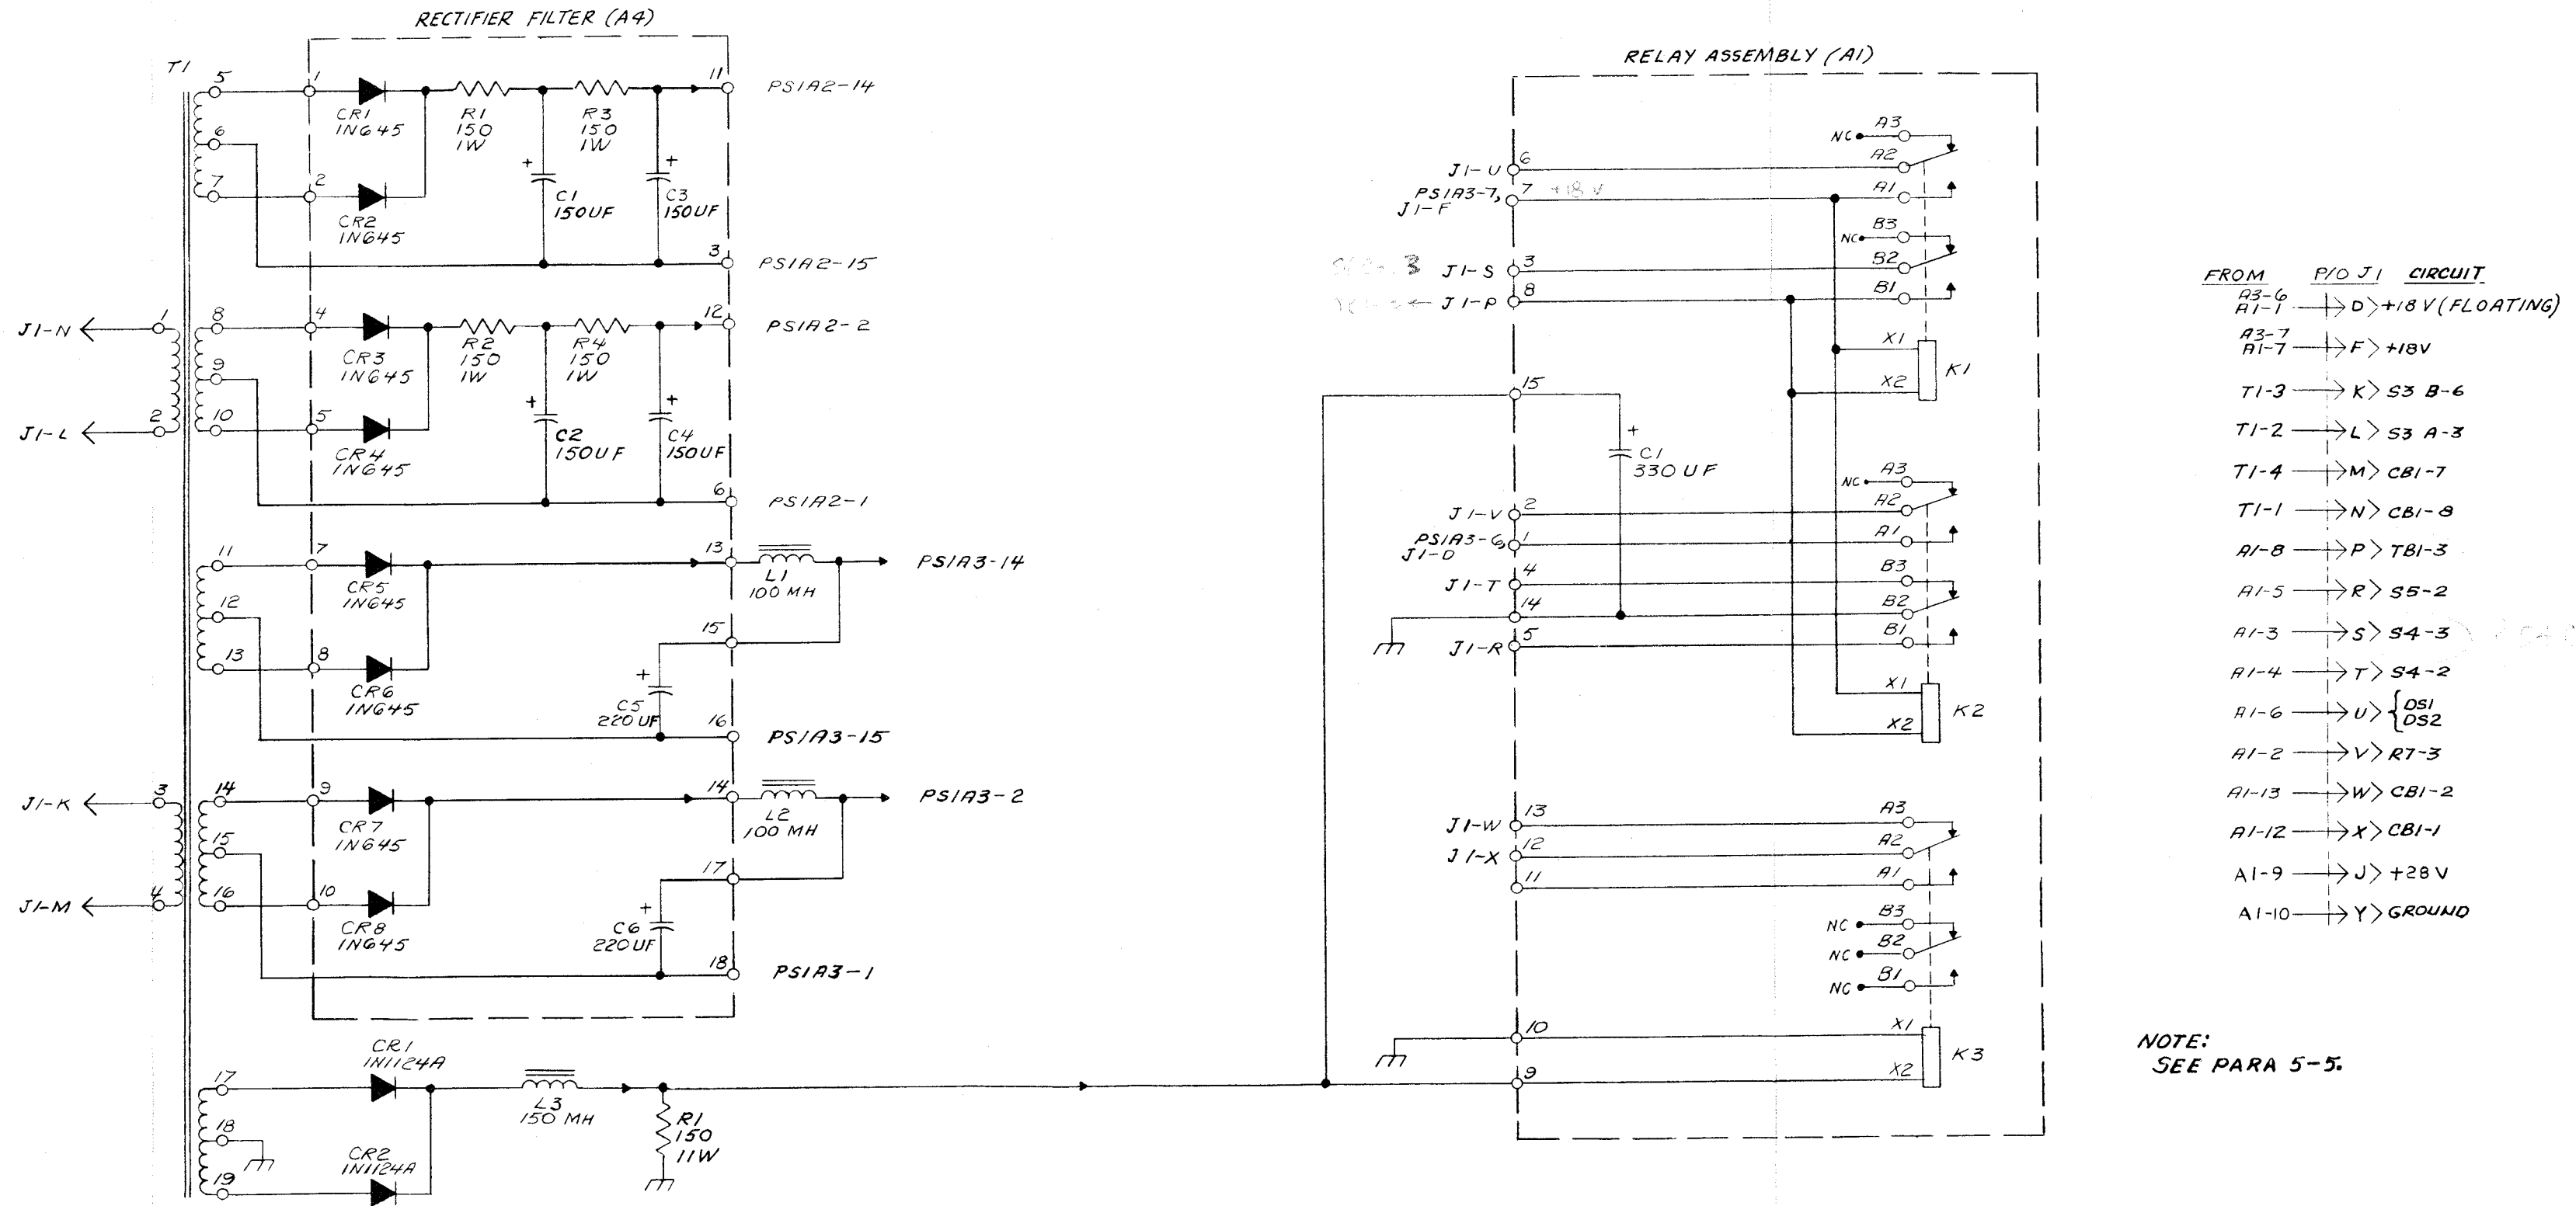 RECTIFIER FILTER (A4)
T1
5
6
7
8
9
10
11
12
13
14
15
16
17
18
19
1
2
3
4
J1-N
J1-L
J1-K
J1-M
1
CR1
1N645
R1
150
1W
R3
150
1W
11
PS1A2-14
2
CR2
1N645
+
C1
150UF
+
C3
150UF
3
PS1A2-15
4
CR3
1N645
R2
150
1W
R4
150
1W
12
PS1A2-2
5
CR4
1N645
+
C2
150UF
+
C4
150UF
6
PS1A2-1
7
CR5
1N645
13
L1
100 MH
PS1A3-14
8
CR6
1N645
15
+
C5
220UF
16
PS1A3-15
9
CR7
1N645
14
L2
100 MH
PS1A3-2
10
CR8
1N645
17
+
C6
220UF
18
PS1A3-1
CR1
1N1124A
L3
150 MH
CR2
1N1124A
R1
150
11W
RELAY ASSEMBLY (A1)
NC A3
J1-U 6 A2
PS1A3-7, 7 +18 V A1
J1-F
NC B3
3 J1-S 3 B2
J1-P 8 B1
X1
K1
X2
15
+
C1
330UF
NC A3
J1-V 2 A2
PS1A3-6, 1 A1
J1-D
J1-T 4 B3
14 B2
J1-R 5 B1
X1
K2
X2
J1-W 13 A3
J1-X 12 A2
11 A1
NC B3
NC B2
NC B1
10 X1
K3
9 X2
FROM P/O J1 CIRCUIT
A3-6
A1-1 D +18V (FLOATING)
A3-7
A1-7 F +18V
T1-3 K S3 B-6
T1-2 L S3 A-3
T1-4 M CB1-7
T1-1 N CB1-8
A1-8 P TB1-3
A1-5 R S5-2
A1-3 S S4-3
A1-4 T S4-2
A1-6 U DS1
DS2
A1-2 V R7-3
A1-13 W CB1-2
A1-12 X CB1-1
A1-9 J +28V
A1-10 Y GROUND
NOTE:
SEE PARA 5-5.